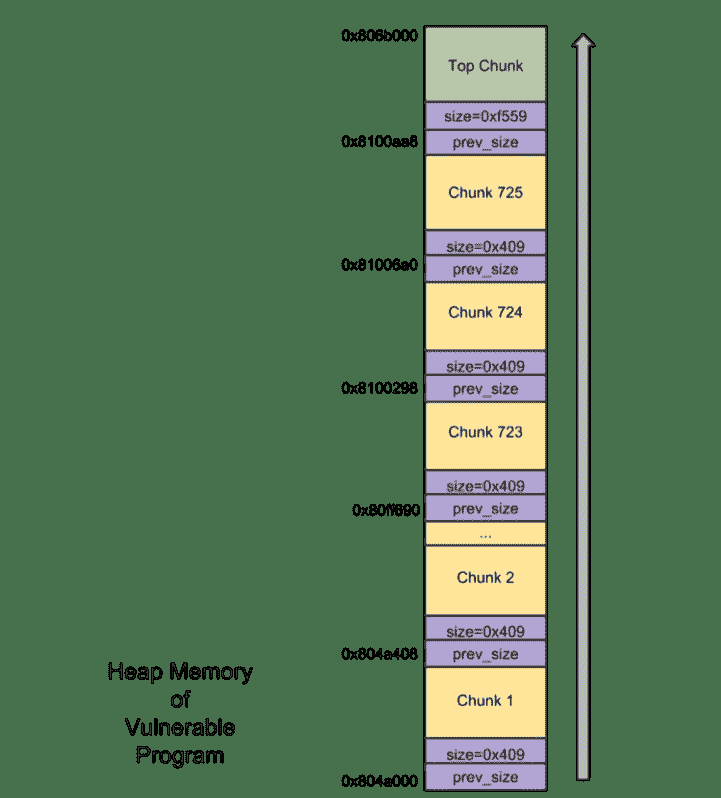 0x806b000
Top Chunk
size=0xf559
0x8100aa8
prev_size
Chunk 725
size=0x409
0x81006a0
prev_size
Chunk 724
size=0x409
0x8100298
prev_size
Chunk 723
size=0x409
prev_size
...
Chunk 2
size=0x409
0x804a408
prev_size
Heap Memory
of
Vulnerable
Program
Chunk 1
size=0x409
0x804a000
prev_size